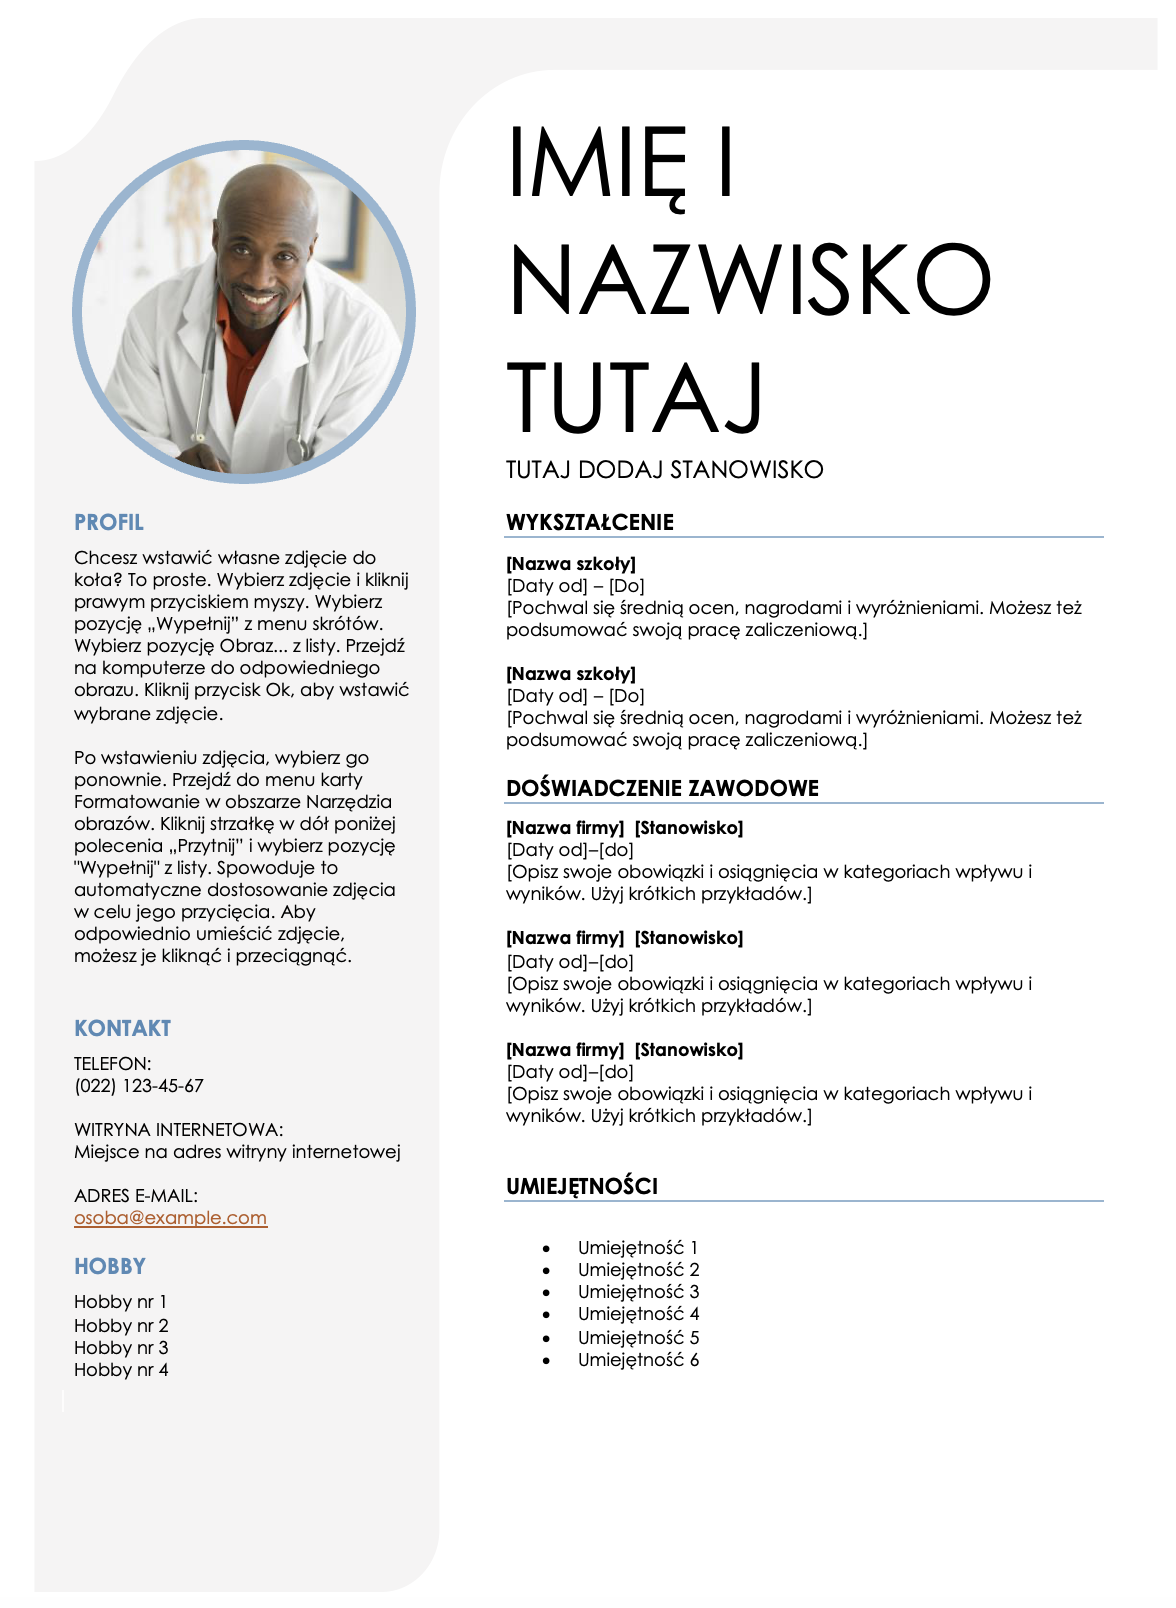 IMIĘ I
NAZWISKO
TUTAJ
TUTAJ DODAJ STANOWISKO
PROFIL
Chcesz wstawić własne zdjęcie do
koła? To proste. Wybierz zdjęcie i kliknij
prawym przyciskiem myszy. Wybierz
pozycję „Wypełnij” z menu skrótów.
Wybierz pozycję Obraz... z listy. Przejdź
na komputerze do odpowiedniego
obrazu. Kliknij przycisk Ok, aby wstawić
wybrane zdjęcie.
Po wstawieniu zdjęcia, wybierz go
ponownie. Przejdź do menu karty
Formatowanie w obszarze Narzędzia
obrazów. Kliknij strzałkę w dół poniżej
polecenia „Przytnij” i wybierz pozycję
"Wypełnij" z listy. Spowoduje to
automatyczne dostosowanie zdjęcia
w celu jego przycięcia. Aby
odpowiednio umieścić zdjęcie,
możesz je kliknąć i przeciągnąć.
KONTAKT
TELEFON:
(022) 123-45-67
WITRYNA INTERNETOWA:
Miejsce na adres witryny internetowej
ADRES E-MAIL:
osoba@example.com
HOBBY
Hobby nr 1
Hobby nr 2
Hobby nr 3
Hobby nr 4
WYKSZTAŁCENIE
[Nazwa szkoły]
[Daty od] – [Do]
[Pochwal się średnią ocen, nagrodami i wyróżnieniami. Możesz też
podsumować swoją pracę zaliczeniową.]
[Nazwa szkoły]
[Daty od] – [Do]
[Pochwal się średnią ocen, nagrodami i wyróżnieniami. Możesz też
podsumować swoją pracę zaliczeniową.]
DOŚWIADCZENIE ZAWODOWE
[Nazwa firmy] [Stanowisko]
[Daty od]–[do]
[Opisz swoje obowiązki i osiągnięcia w kategoriach wpływu i
wyników. Użyj krótkich przykładów.]
[Nazwa firmy] [Stanowisko]
[Daty od]–[do]
[Opisz swoje obowiązki i osiągnięcia w kategoriach wpływu i
wyników. Użyj krótkich przykładów.]
[Nazwa firmy] [Stanowisko]
[Daty od]–[do]
[Opisz swoje obowiązki i osiągnięcia w kategoriach wpływu i
wyników. Użyj krótkich przykładów.]
UMIEJĘTNOŚCI
• Umiejętność 1
• Umiejętność 2
• Umiejętność 3
• Umiejętność 4
• Umiejętność 5
• Umiejętność 6